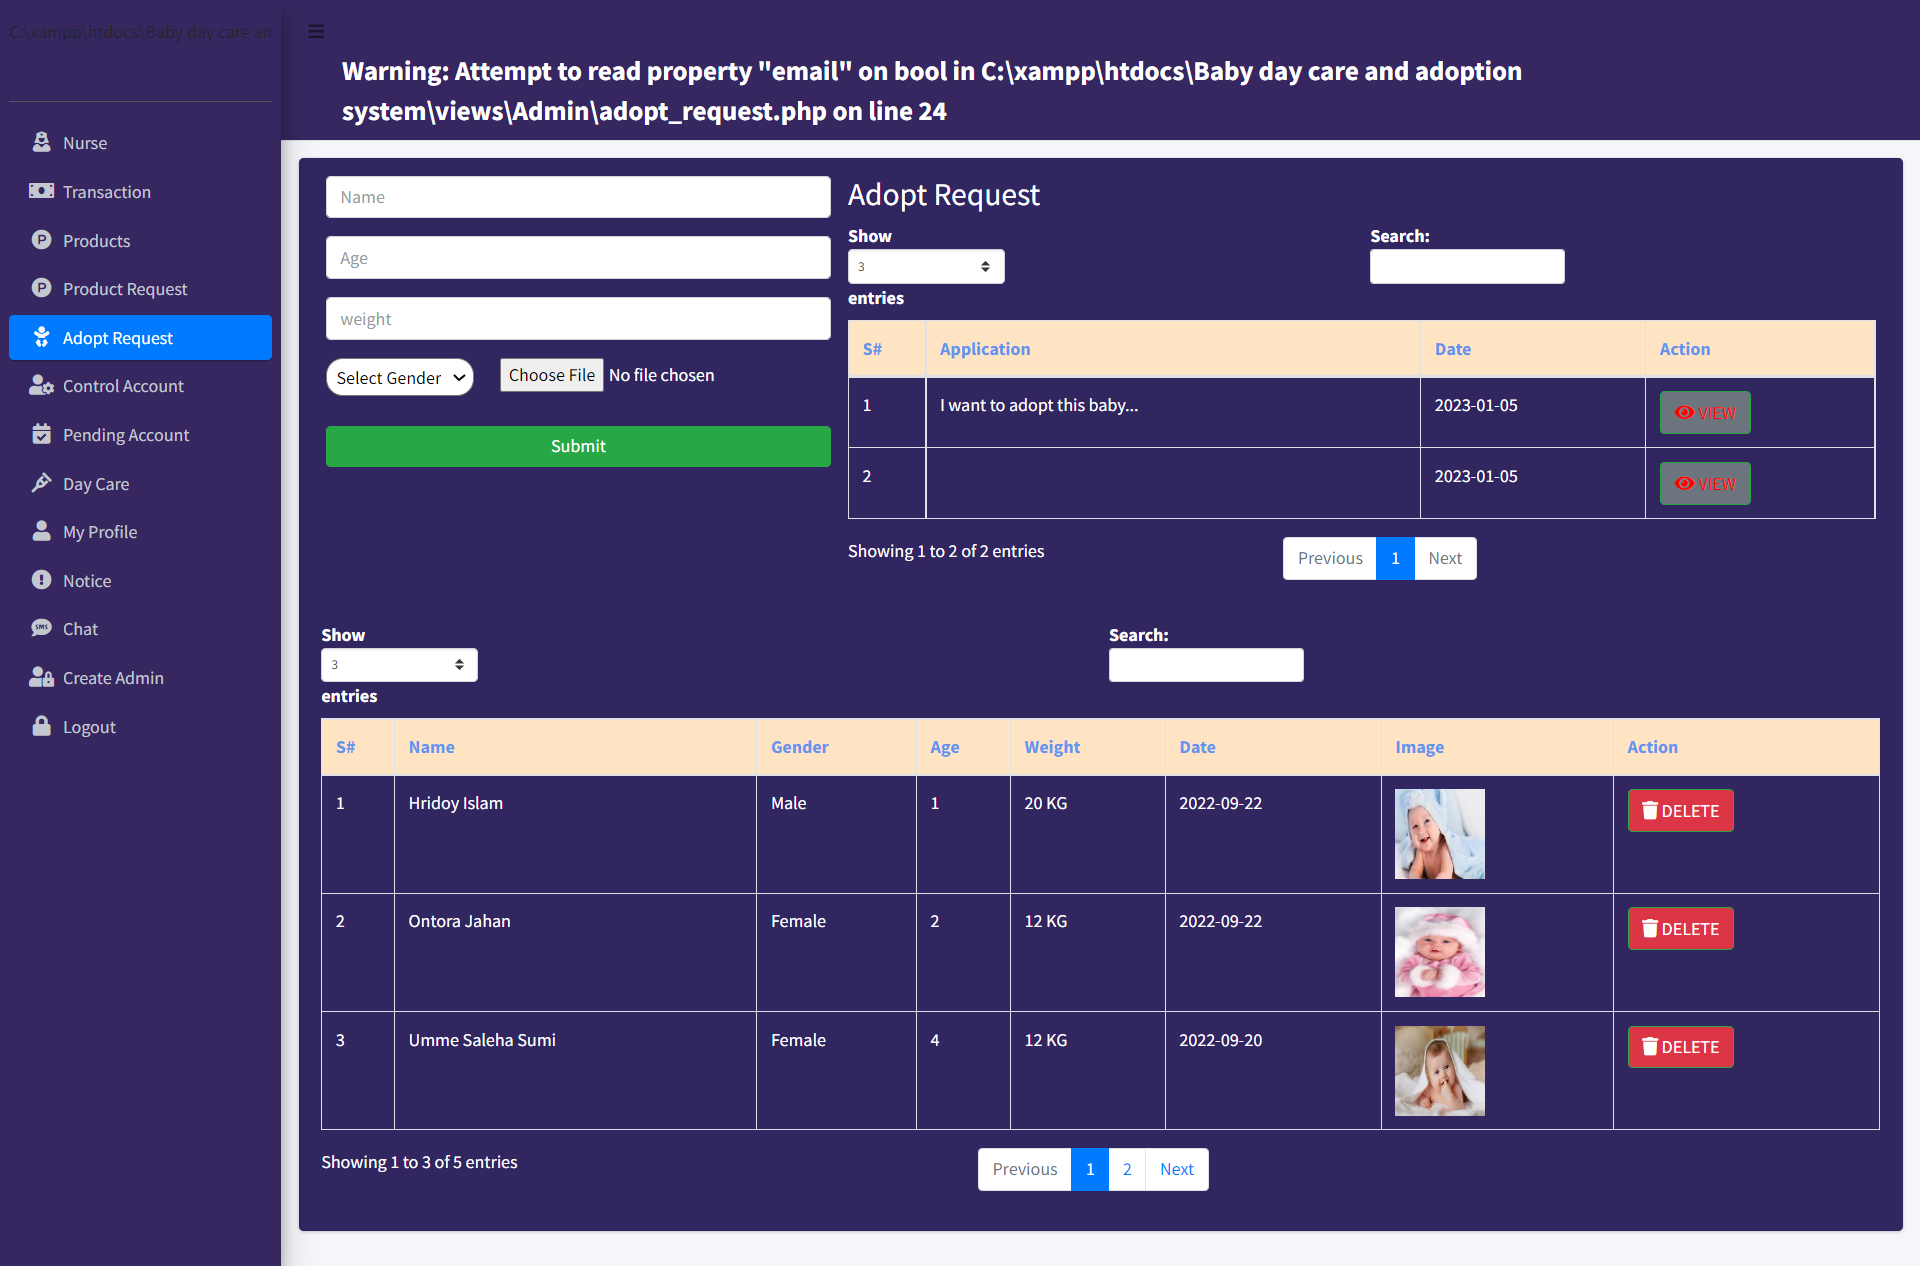 C:\xampp\htdocs\Baby day care an
Nurse
Transaction
Products
Product Request
Adopt Request
Control Account
Pending Account
Day Care
My Profile
Notice
Chat
Create Admin
Logout
Warning: Attempt to read property "email" on bool in C:\xampp\htdocs\Baby day care and adoption
system\views\Admin\adopt_request.php on line 24
Name
Age
weight
Select Gender
Choose File No file chosen
Submit
Adopt Request
Show
3
entries
Search:
S# Application Date Action
1 I want to adopt this baby... 2023-01-05 VIEW
2 2023-01-05 VIEW
Showing 1 to 2 of 2 entries
Previous 1 Next
Show
3
entries
Search:
S# Name Gender Age Weight Date Image Action
1 Hridoy Islam Male 1 20 KG 2022-09-22 DELETE
2 Ontora Jahan Female 2 12 KG 2022-09-22 DELETE
3 Umme Saleha Sumi Female 4 12 KG 2022-09-20 DELETE
Showing 1 to 3 of 5 entries
Previous 1 2 Next